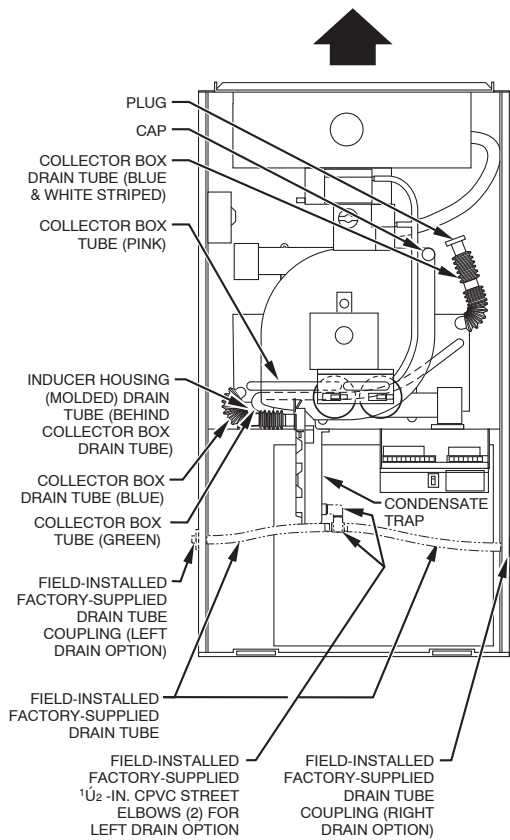 PLUG
CAP
COLLECTOR BOX
DRAIN TUBE (BLUE
& WHITE STRIPED)
COLLECTOR BOX
TUBE (PINK)
INDUCER HOUSING
(MOLDED) DRAIN
TUBE (BEHIND
COLLECTOR BOX
DRAIN TUBE)
COLLECTOR BOX
DRAIN TUBE (BLUE)
COLLECTOR BOX
TUBE (GREEN)
CONDENSATE
TRAP
FIELD-INSTALLED
FACTORY-SUPPLIED
DRAIN TUBE
COUPLING (LEFT
DRAIN OPTION)
FIELD-INSTALLED
FACTORY-SUPPLIED
DRAIN TUBE
FIELD-INSTALLED
FACTORY-SUPPLIED
¹Ú₂ -IN. CPVC STREET
ELBOWS (2) FOR
LEFT DRAIN OPTION
FIELD-INSTALLED
FACTORY-SUPPLIED
DRAIN TUBE
COUPLING (RIGHT
DRAIN OPTION)